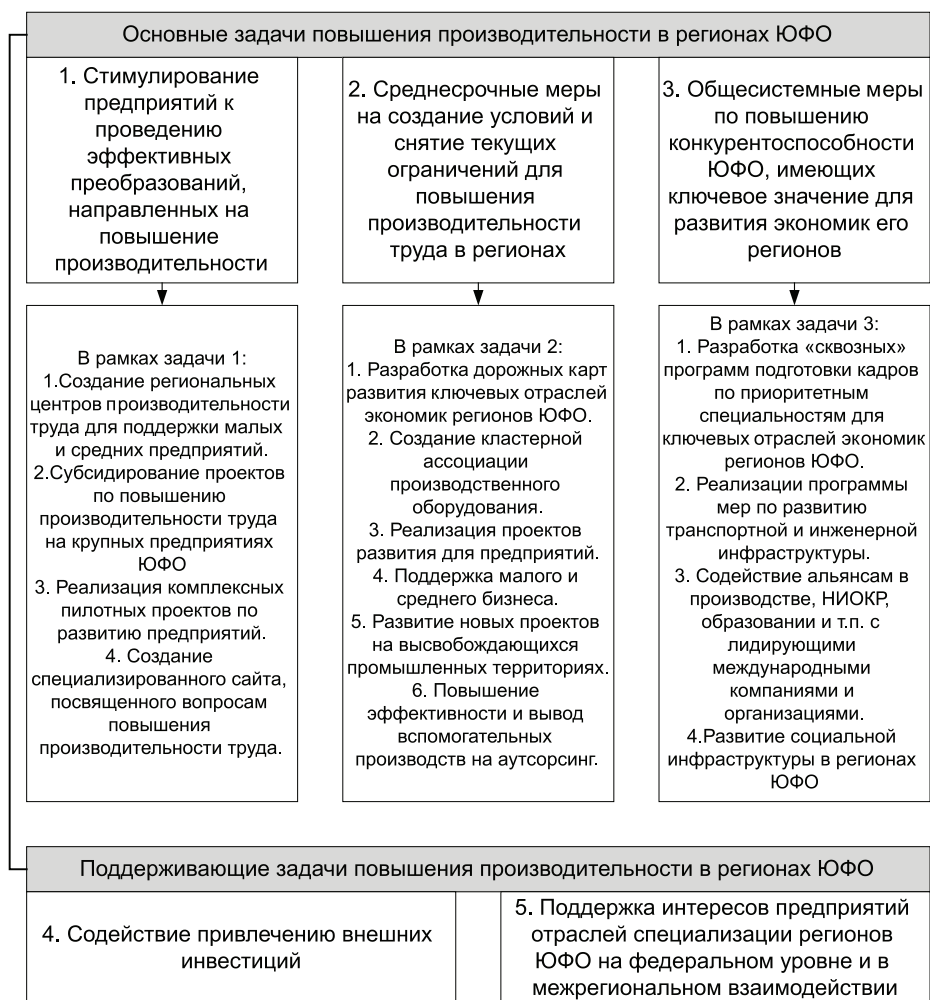 Основные задачи повышения производительности в регионах ЮФО
1. Стимулирование
предприятий к
проведению
эффективных
преобразований,
направленных на
повышение
производительности
2. Среднесрочные меры
на создание условий и
снятие текущих
ограничений для
повышения
производительности
труда в регионах
3. Общесистемные меры
по повышению
конкурентоспособности
ЮФО, имеющих
ключевое значение для
развития экономик его
регионов
В рамках задачи 1:
1.Создание региональных
центров производительности
труда для поддержки малых
и средних предприятий.
2.Субсидирование проектов
по повышению
производительности труда
на крупных предприятиях
ЮФО
3. Реализация комплексных
пилотных проектов по
развитию предприятий.
4. Создание
специализированного сайта,
посвященного вопросам
повышения
производительности труда.
В рамках задачи 2:
1. Разработка дорожных карт
развития ключевых отраслей
экономик регионов ЮФО.
2. Создание кластерной
ассоциации
производственного
оборудования.
3. Реализация проектов
развития для предприятий.
4. Поддержка малого и
среднего бизнеса.
5. Развитие новых проектов
на высвобождающихся
промышленных территориях.
6. Повышение
эффективности и вывод
вспомогательных
производств на аутсорсинг.
В рамках задачи 3:
1. Разработка «сквозных»
программ подготовки кадров
по приоритетным
специальностям для
ключевых отраслей экономик
регионов ЮФО.
2. Реализации программы
мер по развитию
транспортной и инженерной
инфраструктуры.
3. Содействие альянсам в
производстве, НИОКР,
образовании и т.п. с
лидирующими
международными
компаниями и
организациями.
4.Развитие социальной
инфраструктуры в регионах
ЮФО
Поддерживающие задачи повышения производительности в регионах ЮФО
4. Содействие привлечению внешних
инвестиций
5. Поддержка интересов предприятий
отраслей специализации регионов
ЮФО на федеральном уровне и в
межрегиональном взаимодействии